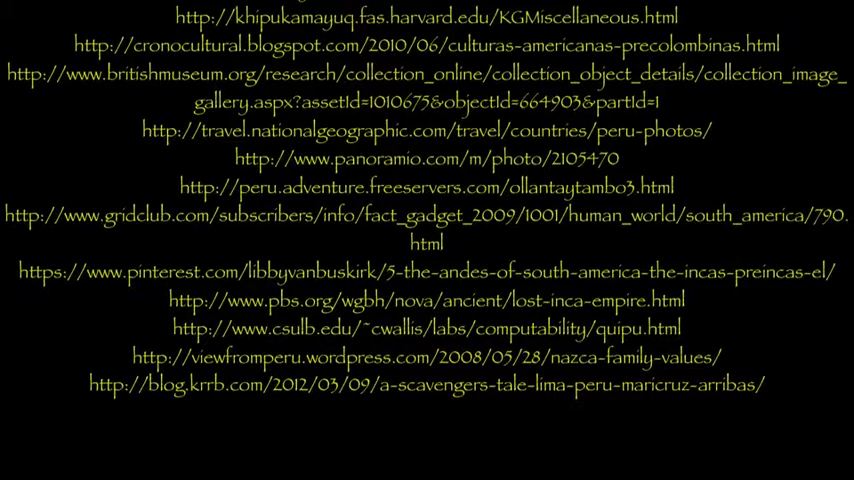 http://khipukamayuq.fas.harvard.edu/KGMiscellaneous.html
http://cronocultural.blogspot.com/2010/06/culturas-americanas-precolombinas.html
http://www.britishmuseum.org/research/collection_online/collection_object_details/collection_image_
gallery.aspx?assetId=1010675&objectId=664903&partId=1
http://travel.nationalgeographic.com/travel/countries/peru-photos/
http://www.panoramio.com/m/photo/2105470
http://peru.adventure.freeservers.com/ollantaytambo3.html
http://www.gridclub.com/subscribers/info/fact_gadget_2009/1001/human_world/south_america/790.
html
https://www.pinterest.com/libbyvanbuskirk/5-the-andes-of-south-america-the-incas-preincas-el/
http://www.pbs.org/wgbh/nova/ancient/lost-inca-empire.html
http://www.csulb.edu/~cwallis/labs/computability/quipu.html
http://viewfromperu.wordpress.com/2008/05/28/nazca-family-values/
http://blog.krrb.com/2012/03/09/a-scavengers-tale-lima-peru-maricruz-arribas/